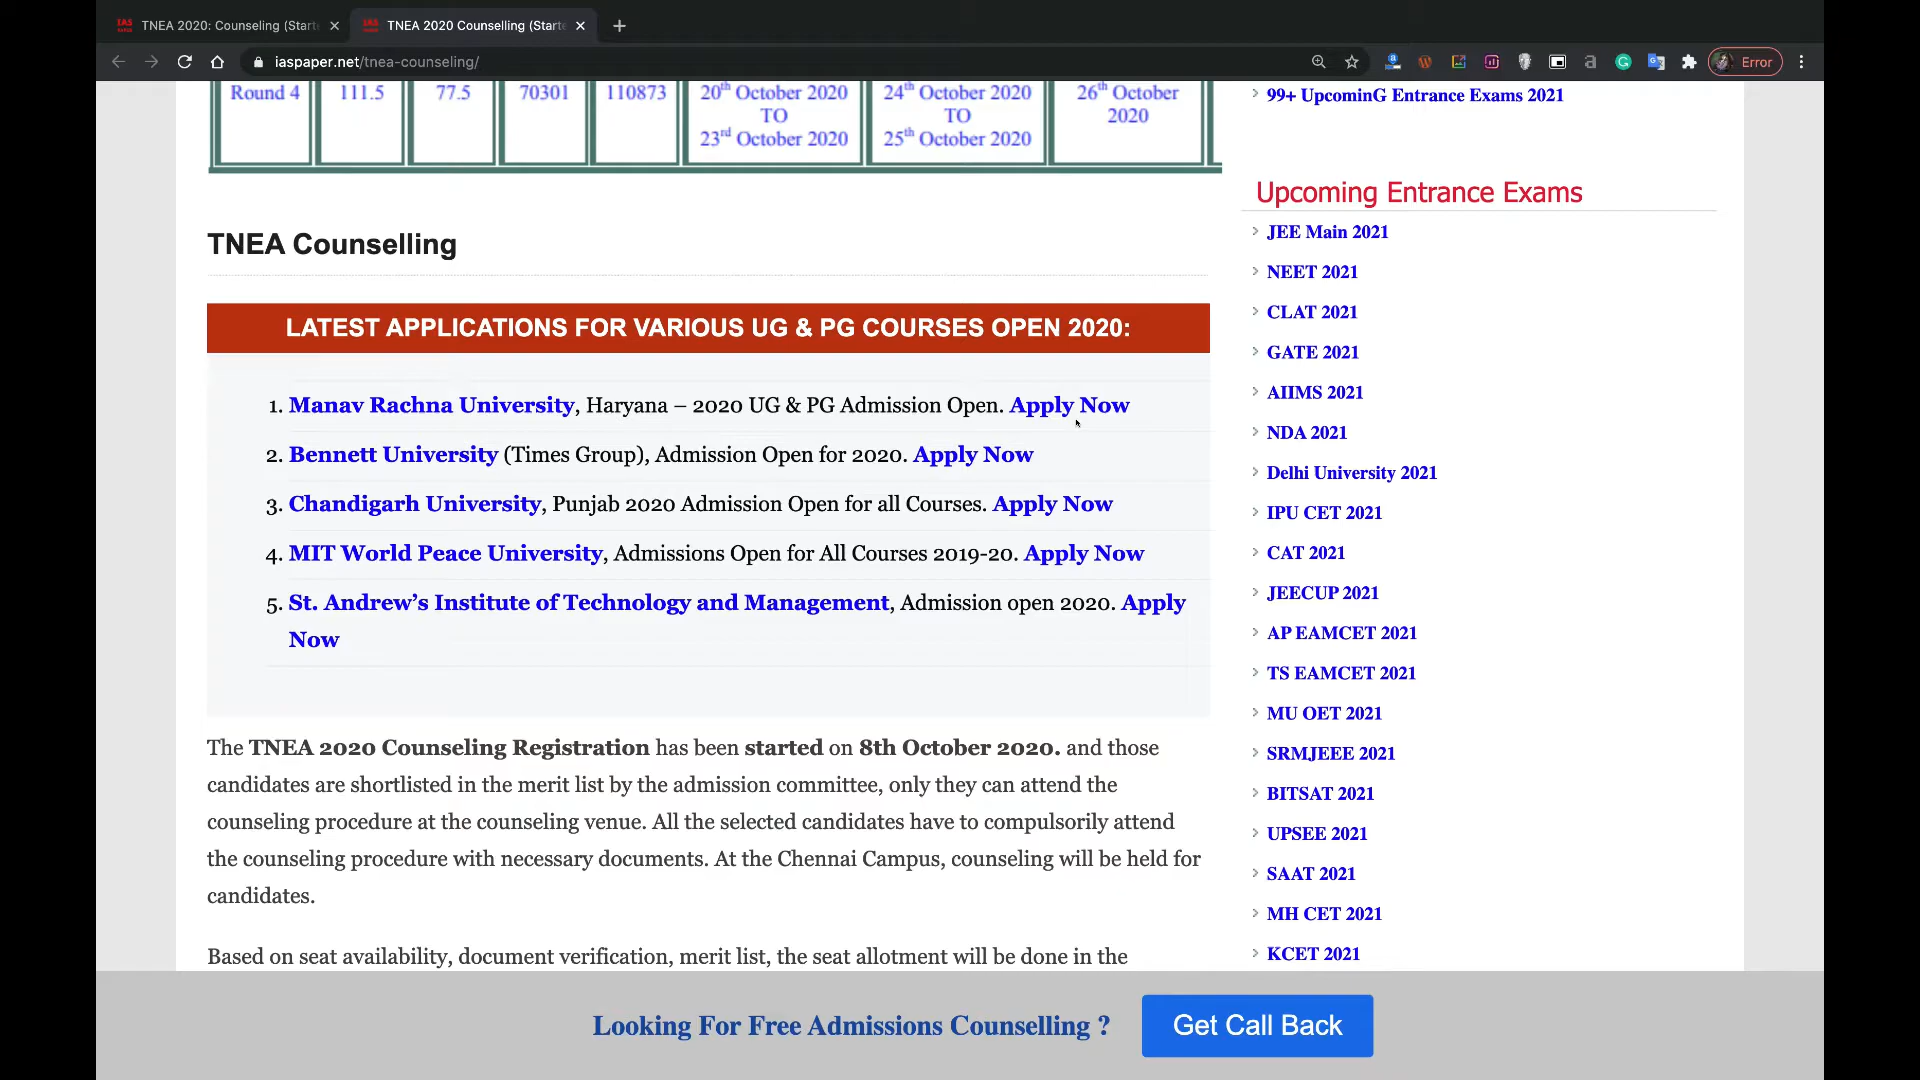 TNEA 2020: Counseling (Start
TNEA 2020 Counselling (Starte
iaspaper.net/tnea-counseling/
Error
Round 4 111.5 77.5 70301 110873 20th October 2020 TO 23rd October 2020 24th October 2020 TO 25th October 2020 26th October 2020
TNEA Counselling
LATEST APPLICATIONS FOR VARIOUS UG & PG COURSES OPEN 2020:
1. Manav Rachna University, Haryana – 2020 UG & PG Admission Open. Apply Now
2. Bennett University (Times Group), Admission Open for 2020. Apply Now
3. Chandigarh University, Punjab 2020 Admission Open for all Courses. Apply Now
4. MIT World Peace University, Admissions Open for All Courses 2019-20. Apply Now
5. St. Andrew’s Institute of Technology and Management, Admission open 2020. Apply
Now
The TNEA 2020 Counseling Registration has been started on 8th October 2020. and those
candidates are shortlisted in the merit list by the admission committee, only they can attend the
counseling procedure at the counseling venue. All the selected candidates have to compulsorily attend
the counseling procedure with necessary documents. At the Chennai Campus, counseling will be held for
candidates.
Based on seat availability, document verification, merit list, the seat allotment will be done in the
99+ UpcominG Entrance Exams 2021
Upcoming Entrance Exams
JEE Main 2021
NEET 2021
CLAT 2021
GATE 2021
AIIMS 2021
NDA 2021
Delhi University 2021
IPU CET 2021
CAT 2021
JEECUP 2021
AP EAMCET 2021
TS EAMCET 2021
MU OET 2021
SRMJEEE 2021
BITSAT 2021
UPSEE 2021
SAAT 2021
MH CET 2021
KCET 2021
Looking For Free Admissions Counselling ?
Get Call Back